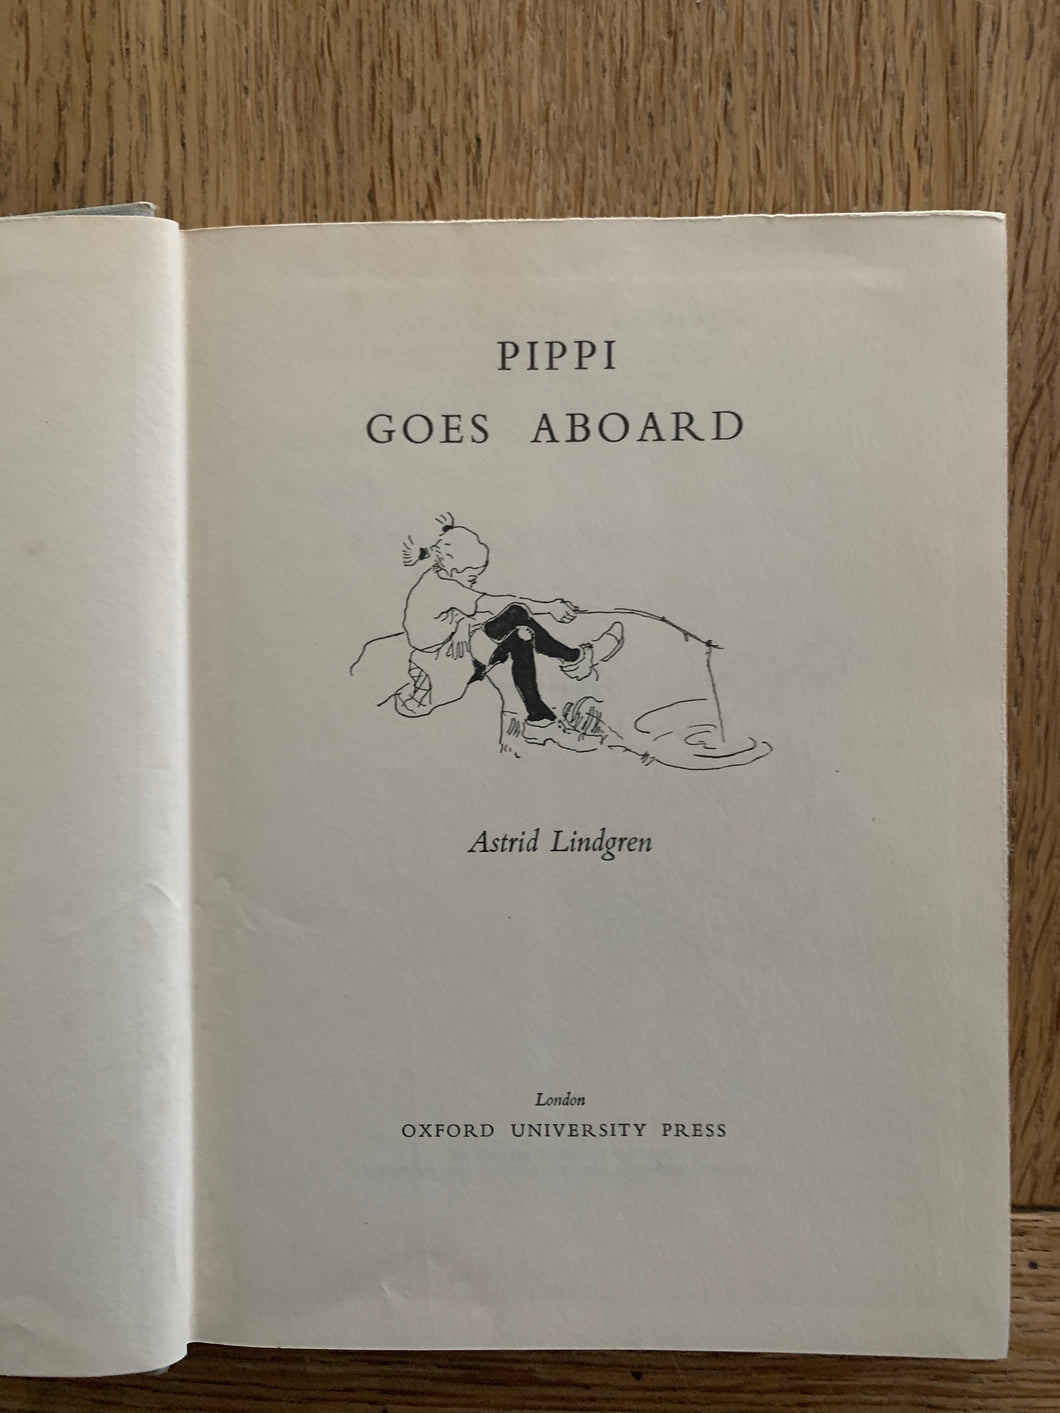 PIPPI
GOES ABOARD
Astrid Lindgren
London
OXFORD UNIVERSITY PRESS